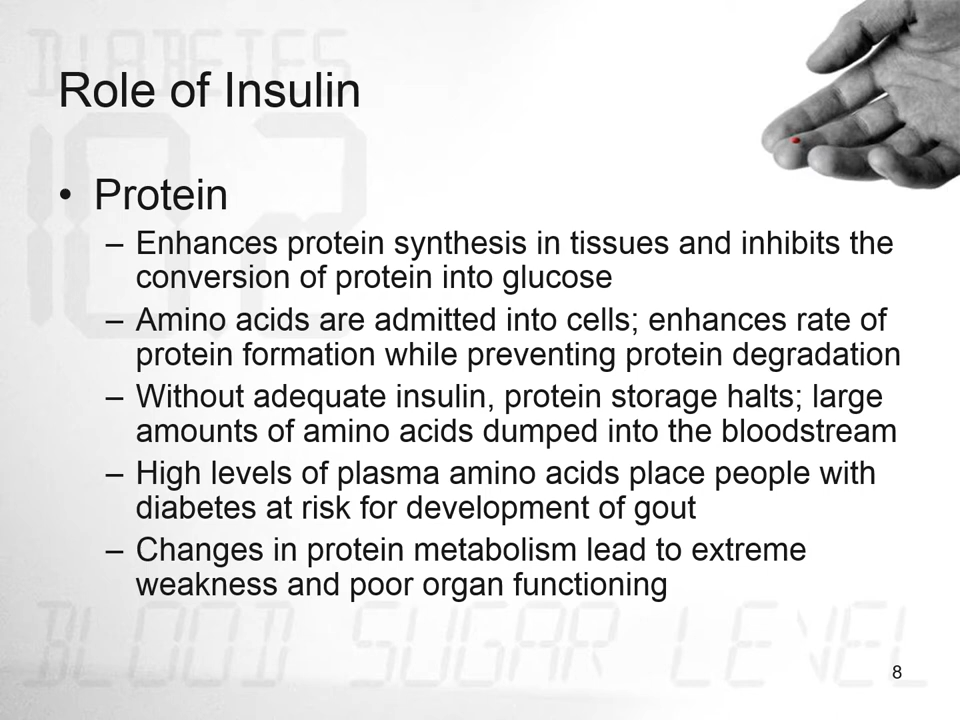 DIABETES
Role of Insulin
10.2
• Protein
– Enhances protein synthesis in tissues and inhibits the
conversion of protein into glucose
– Amino acids are admitted into cells; enhances rate of
protein formation while preventing protein degradation
– Without adequate insulin, protein storage halts; large
amounts of amino acids dumped into the bloodstream
– High levels of plasma amino acids place people with
diabetes at risk for development of gout
– Changes in protein metabolism lead to extreme
weakness and poor organ functioning
BLOOD SUGAR LEVEL
8